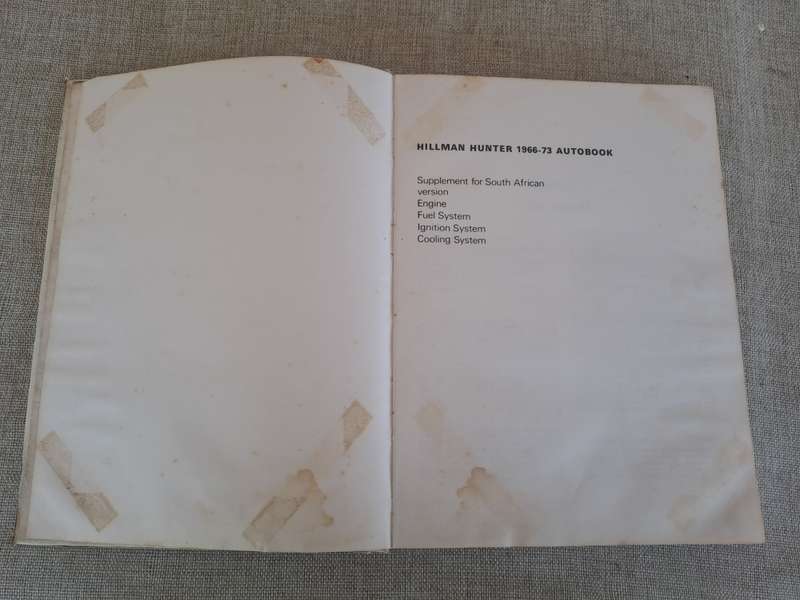 HILLMAN HUNTER 1966-73 AUTOBOOK
Supplement for South African
version
Engine
Fuel System
Ignition System
Cooling System